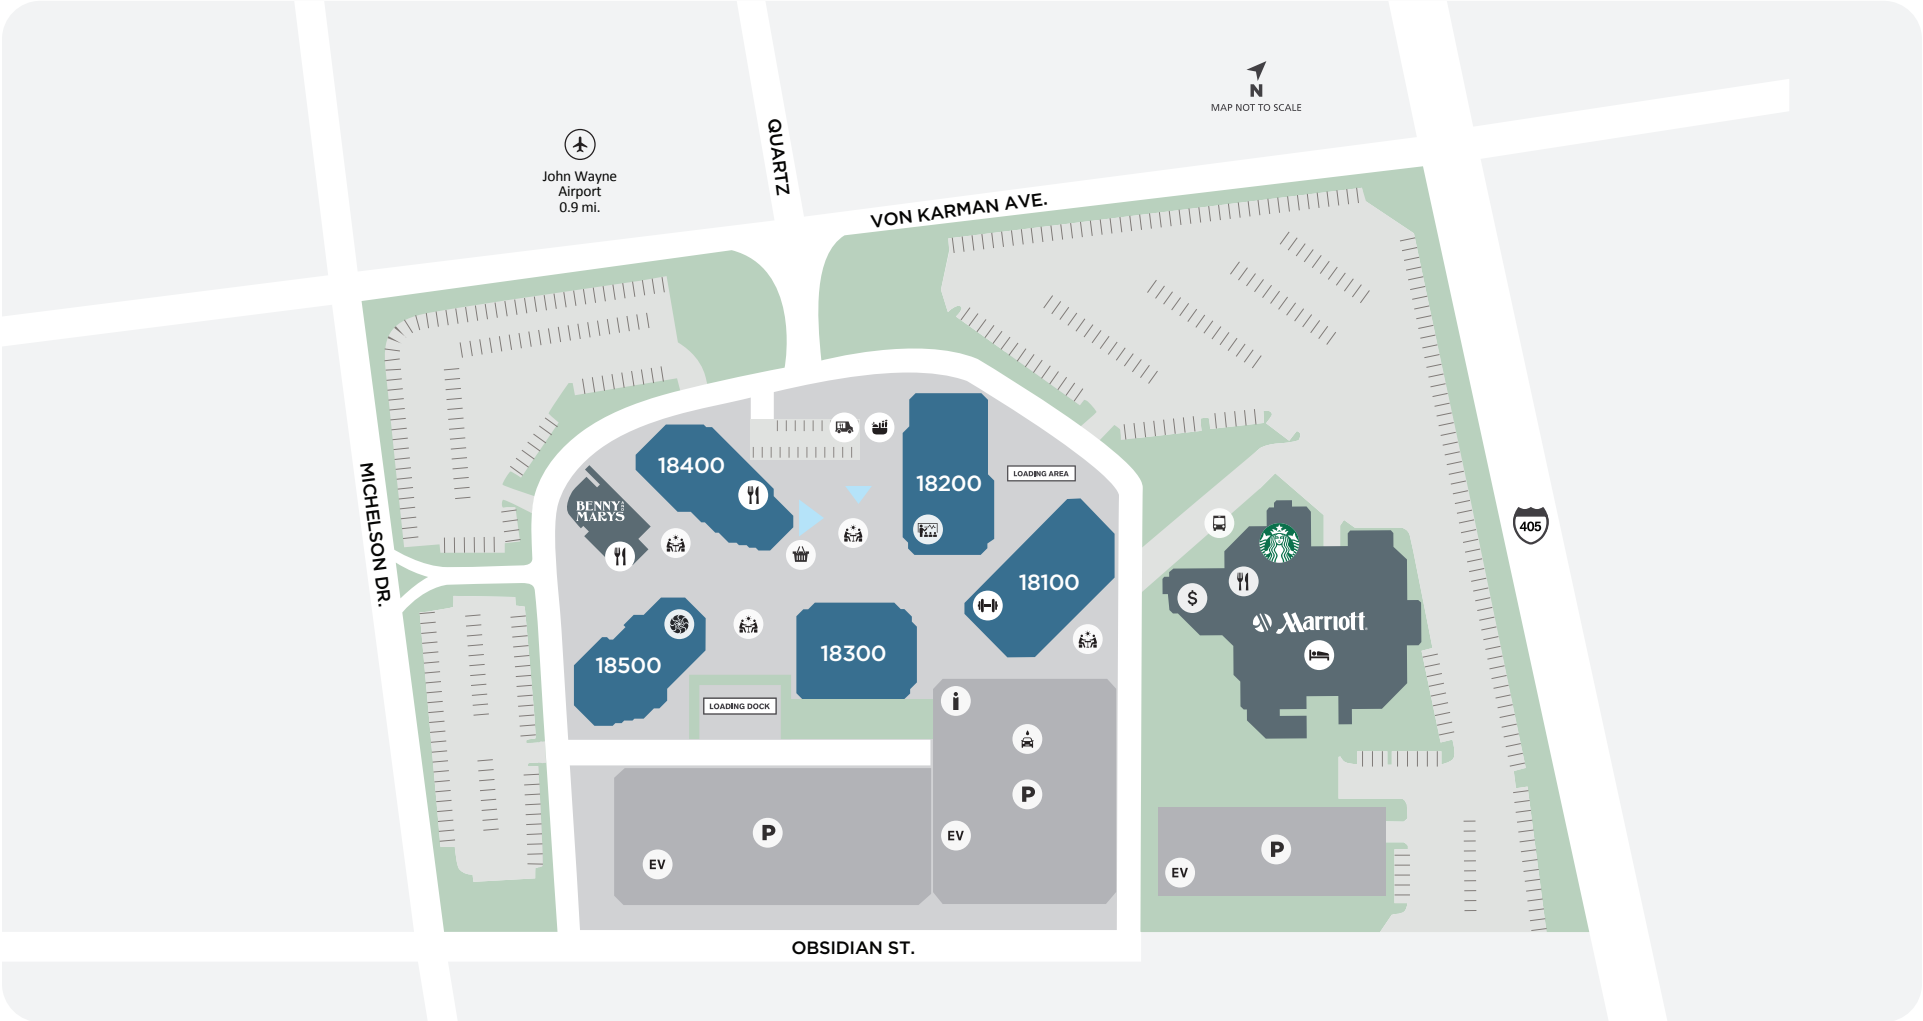 N
MAP NOT TO SCALE
QUARTZ
John Wayne
Airport
0.9 mi.
VON KARMAN AVE.
MICHELSON DR.
18400
18200
LOADING AREA
BENNY
MARYS
405
18100
$
Marriott
18300
18500
LOADING DOCK
i
P
P
P
EV
EV
EV
OBSIDIAN ST.